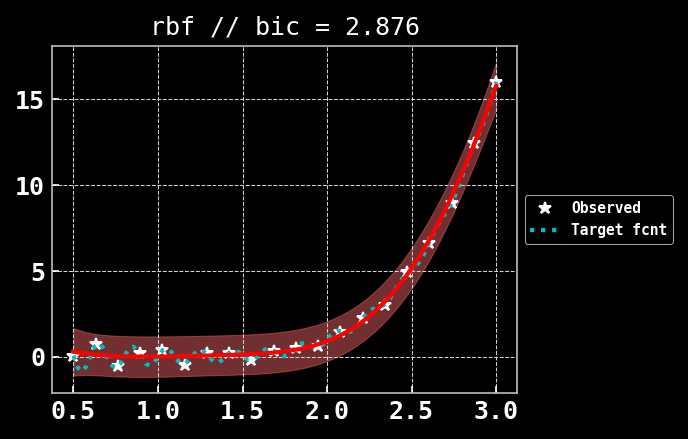 rbf // bic = 2.876
15
10
5
0
0.5 1.0 1.5 2.0 2.5 3.0
Observed
Target fcnt